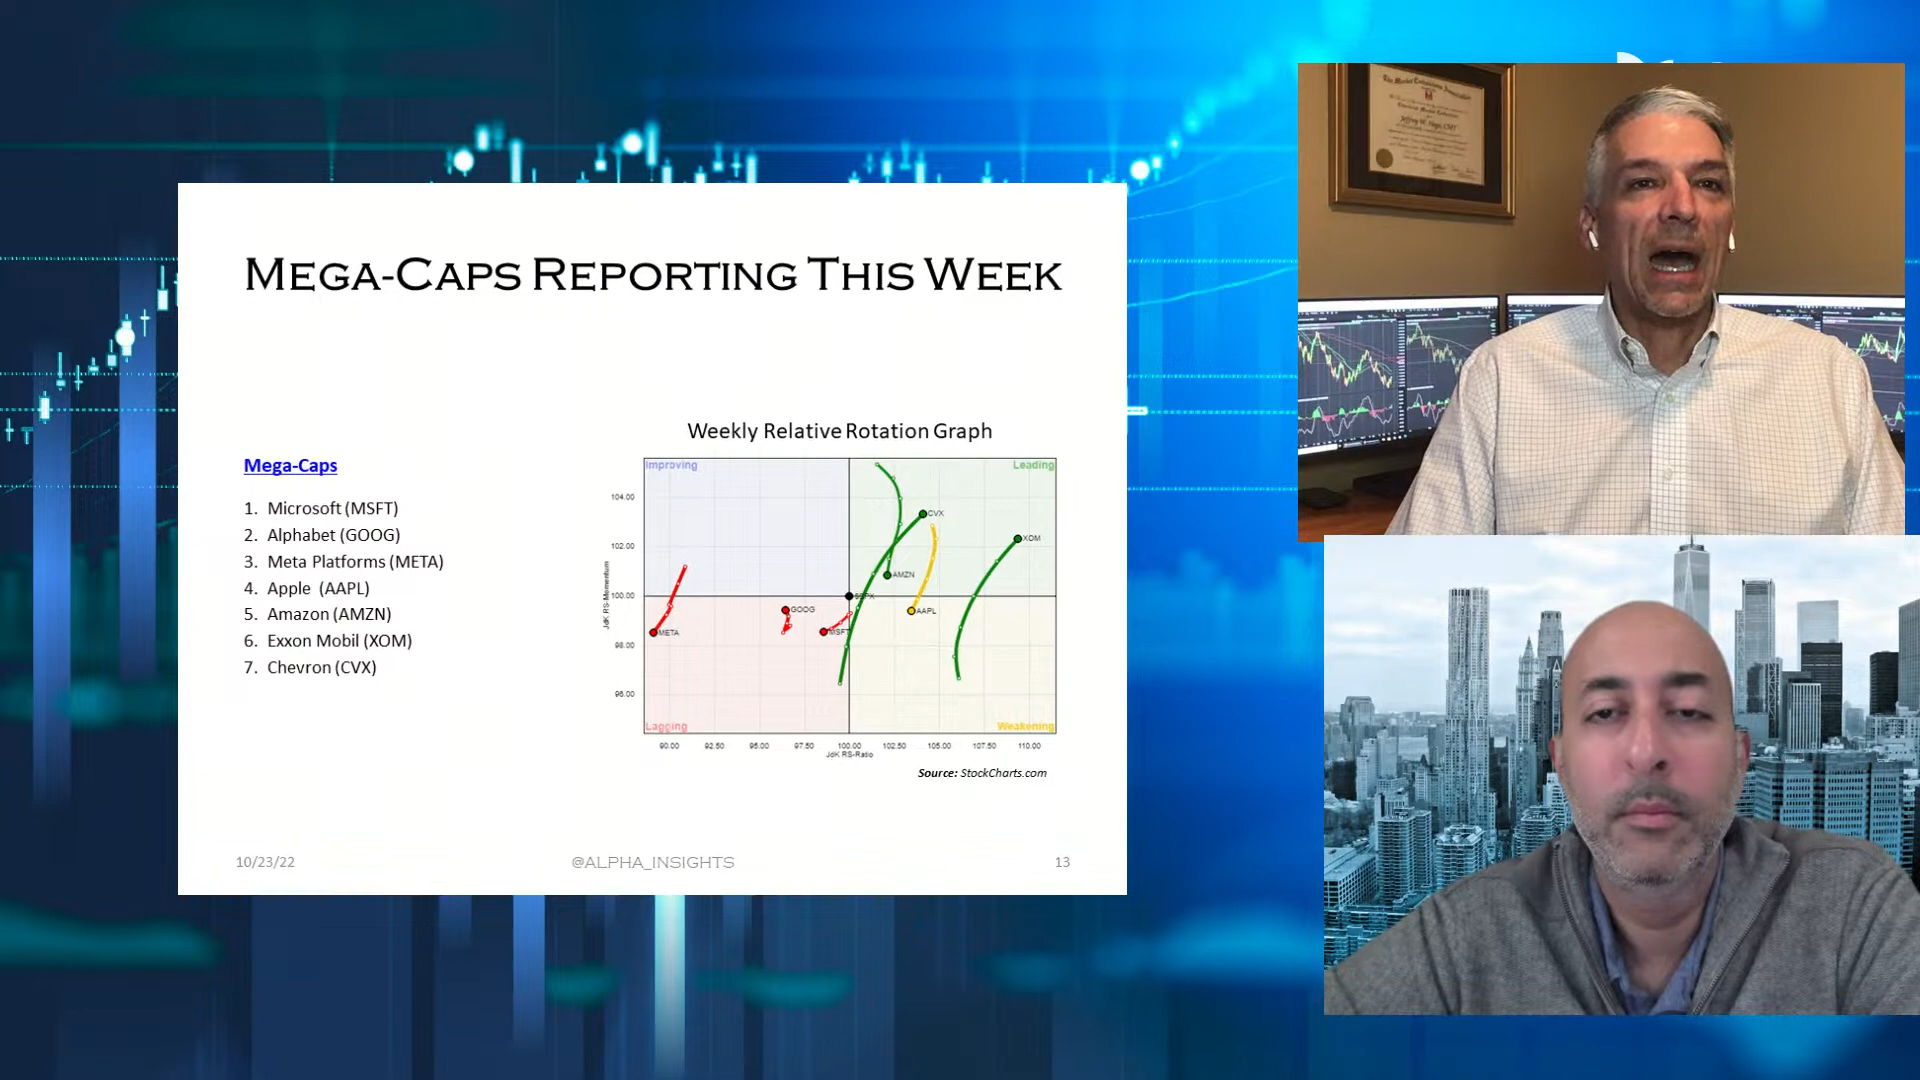 MEGA-CAPS REPORTING THIS WEEK
Mega-Caps
1. Microsoft (MSFT)
2. Alphabet (GOOG)
3. Meta Platforms (META)
4. Apple (AAPL)
5. Amazon (AMZN)
6. Exxon Mobil (XOM)
7. Chevron (CVX)
Weekly Relative Rotation Graph
Improving
Leading
104.00
102.00
100.00
98.00
96.00
JdK RS-Momentum
CVX
XOM
AMZN
GOOG
AAPL
META
MSFT
Lagging
Weakening
90.00 92.50 95.00 97.50 100.00 102.50 105.00 107.50 110.00
JdK RS-Ratio
Source: StockCharts.com
10/23/22
@ALPHA_INSIGHTS
13